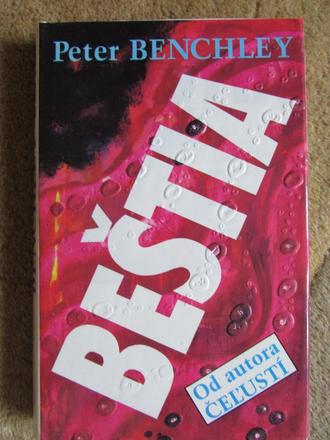 Peter BENCHLEY
BEŠTIA
Od autora
ČEĽUSTÍ